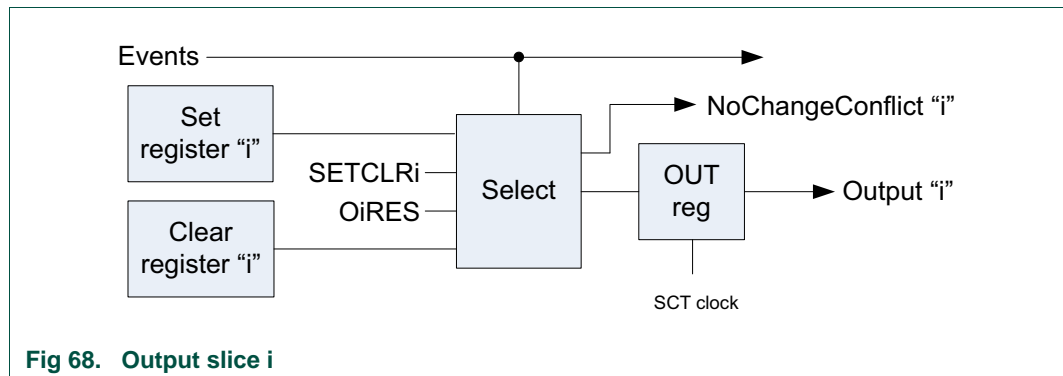 Events
Set
register “i”
NoChangeConflict “i”
SETCLRi
OiRES
Select
OUT
reg
Output “i”
Clear
register “i”
SCT clock
Fig 68. Output slice i